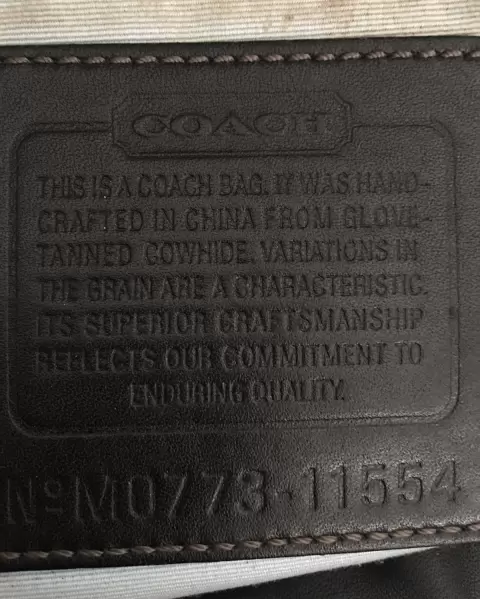 COACH
THIS IS A COACH BAG. IT WAS HAND-
CRAFTED IN CHINA FROM GLOVE-
TANNED COWHIDE. VARIATIONS IN
THE GRAIN ARE A CHARACTERISTIC.
ITS SUPERIOR CRAFTSMANSHIP
REFLECTS OUR COMMITMENT TO
ENDURING QUALITY.
NºM0773-11554